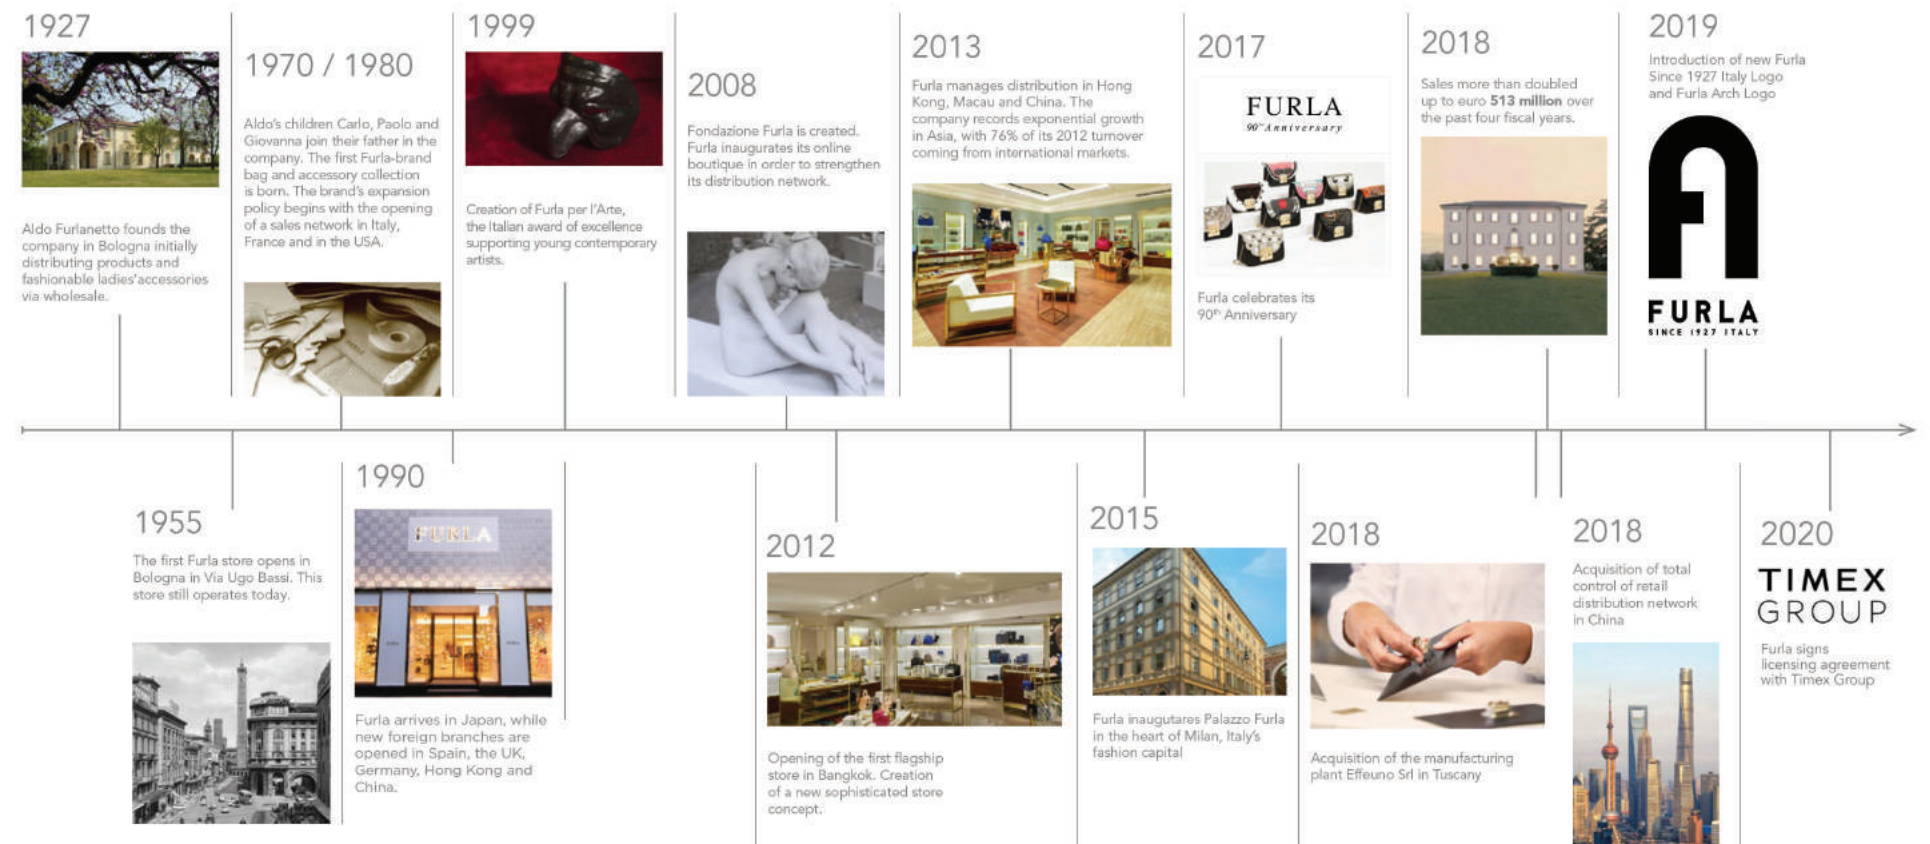 1927
Aldo Furlanetto founds the
company in Bologna initially
distributing products and
fashionable ladies'accessories
via wholesale.
1970 / 1980
Aldo's children Carlo, Paolo and
Giovanna join their father in the
company. The first Furla-brand
bag and accessory collection
is born. The brand's expansion
policy begins with the opening
of a sales network in Italy,
France and in the USA.
1999
Creation of Furla per l'Arte,
the Italian award of excellence
supporting young contemporary
artists.
2008
Fondazione Furla is created.
Furla inaugurates its online
boutique in order to strengthen
its distribution network.
2013
Furla manages distribution in Hong
Kong, Macau and China. The
company records exponential growth
in Asia, with 76% of its 2012 turnover
coming from international markets.
2017
FURLA
90th Anniversary
Furla celebrates its
90th Anniversary
2018
Sales more than doubled
up to euro 513 million over
the past four fiscal years.
2019
Introduction of new Furla
Since 1927 Italy Logo
and Furla Arch Logo
FURLA
SINCE 1927 ITALY
1955
The first Furla store opens in
Bologna in Via Ugo Bassi. This
store still operates today.
1990
FURLA
Furla arrives in Japan, while
new foreign branches are
opened in Spain, the UK,
Germany, Hong Kong and
China.
2012
Opening of the first flagship
store in Bangkok. Creation
of a new sophisticated store
concept.
2015
Furla inaugutares Palazzo Furla
in the heart of Milan, Italy's
fashion capital
2018
Acquisition of the manufacturing
plant Effeuno Srl in Tuscany
2018
Acquisition of total
control of retail
distribution network
in China
2020
TIMEX
GROUP
Furla signs
licensing agreement
with Timex Group